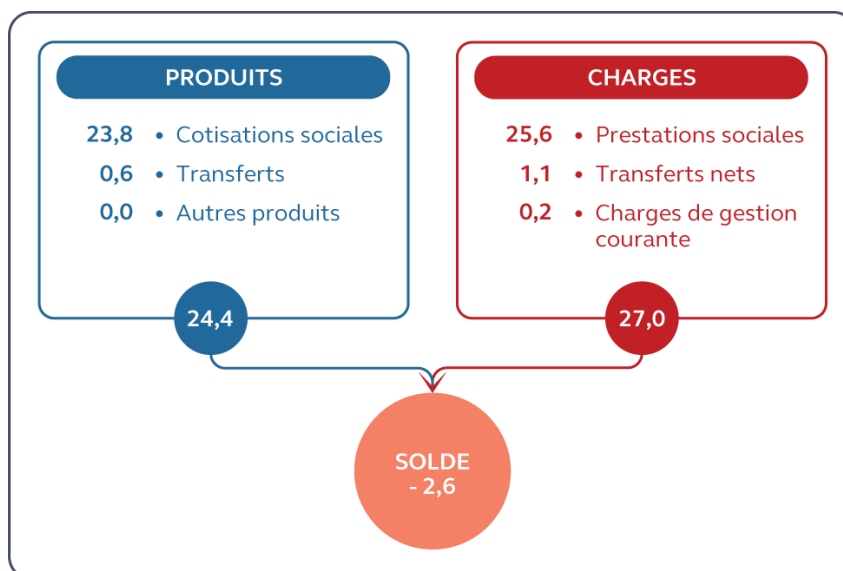 PRODUITS
23,8 • Cotisations sociales
0,6 • Transferts
0,0 • Autres produits
24,4
CHARGES
25,6 • Prestations sociales
1,1 • Transferts nets
0,2 • Charges de gestion
courante
27,0
SOLDE
- 2,6